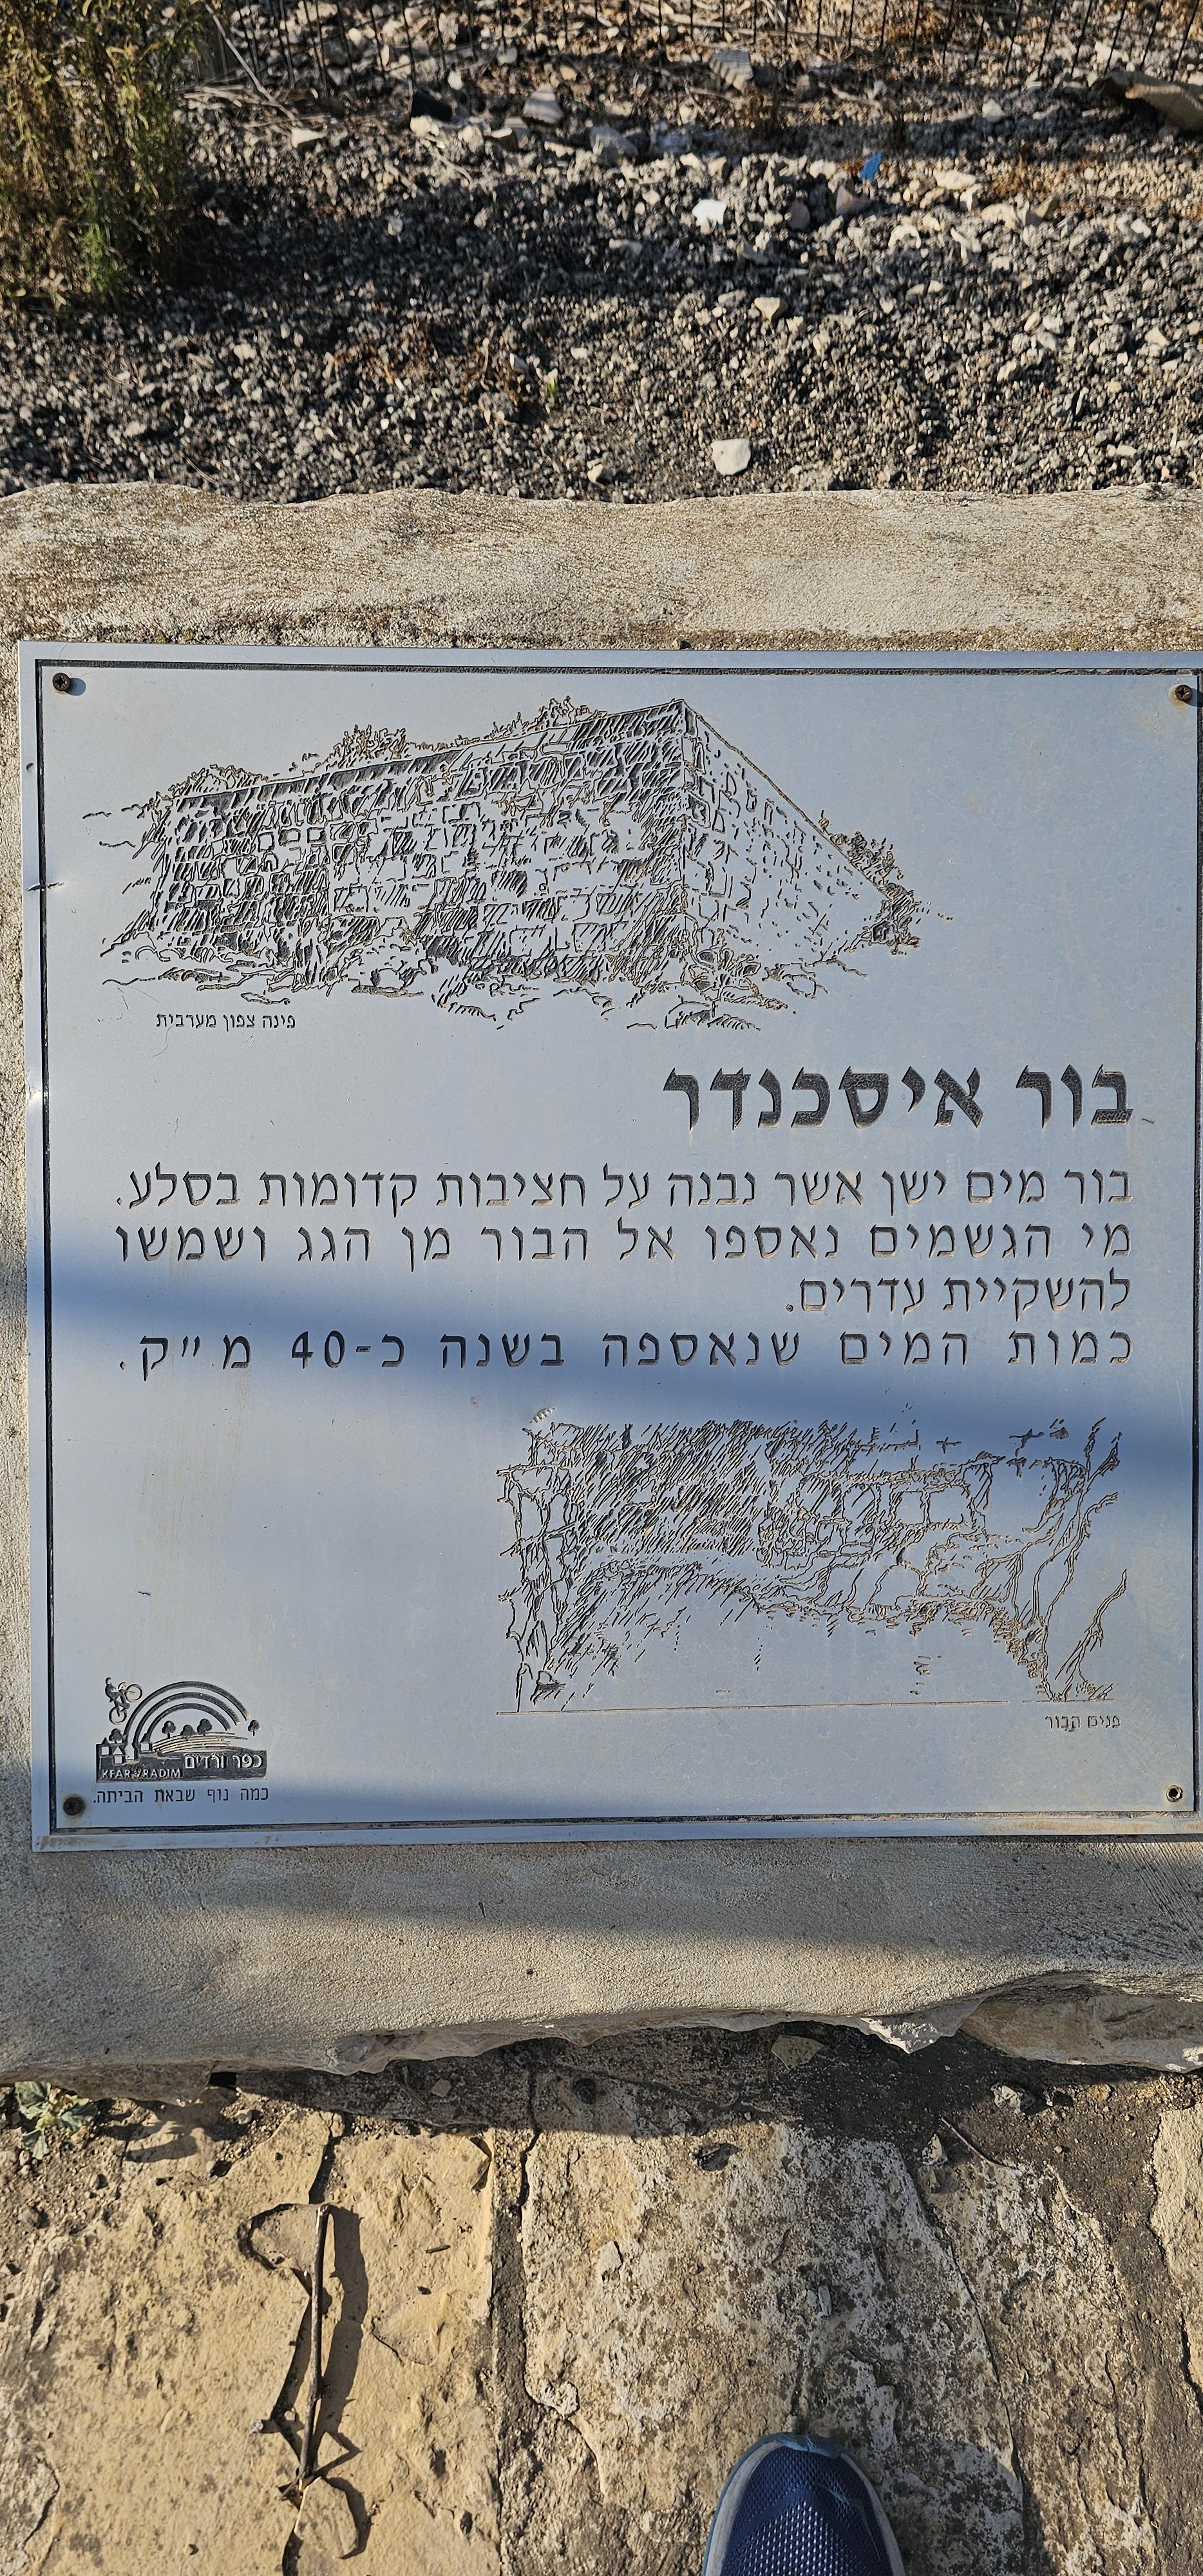 פינה צפון מערבית
בור איסכנדר
בור מים ישן אשר נבנה על חציבות קדומות בסלע.
מי הגשמים נאספו אל הבור מן הגג ושמשו
להשקיית עדרים.
כמות המים שנאספה בשנה כ-40 מ״ק.
פנים הבור
כפר ורדים
KFAR VRADIM
כמה נוף שבאת הביתה.